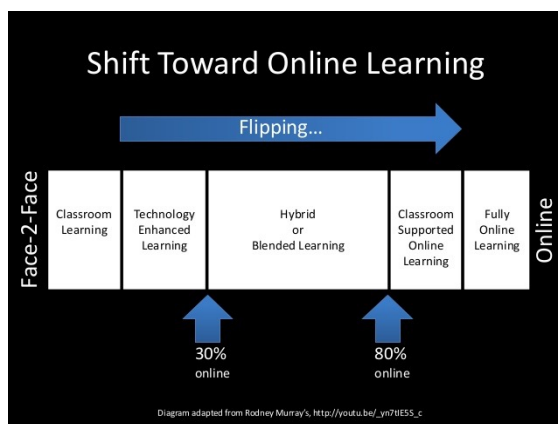 Shift Toward Online Learning
Flipping...
Face-2-Face
Classroom
Learning
Technology
Enhanced
Learning
Hybrid
or
Blended Learning
Classroom
Supported
Online
Learning
Fully
Online
Learning
Online
30%
online
80%
online
Diagram adapted from Rodney Murray's, http://youtu.be/_yn7tIE5S_c